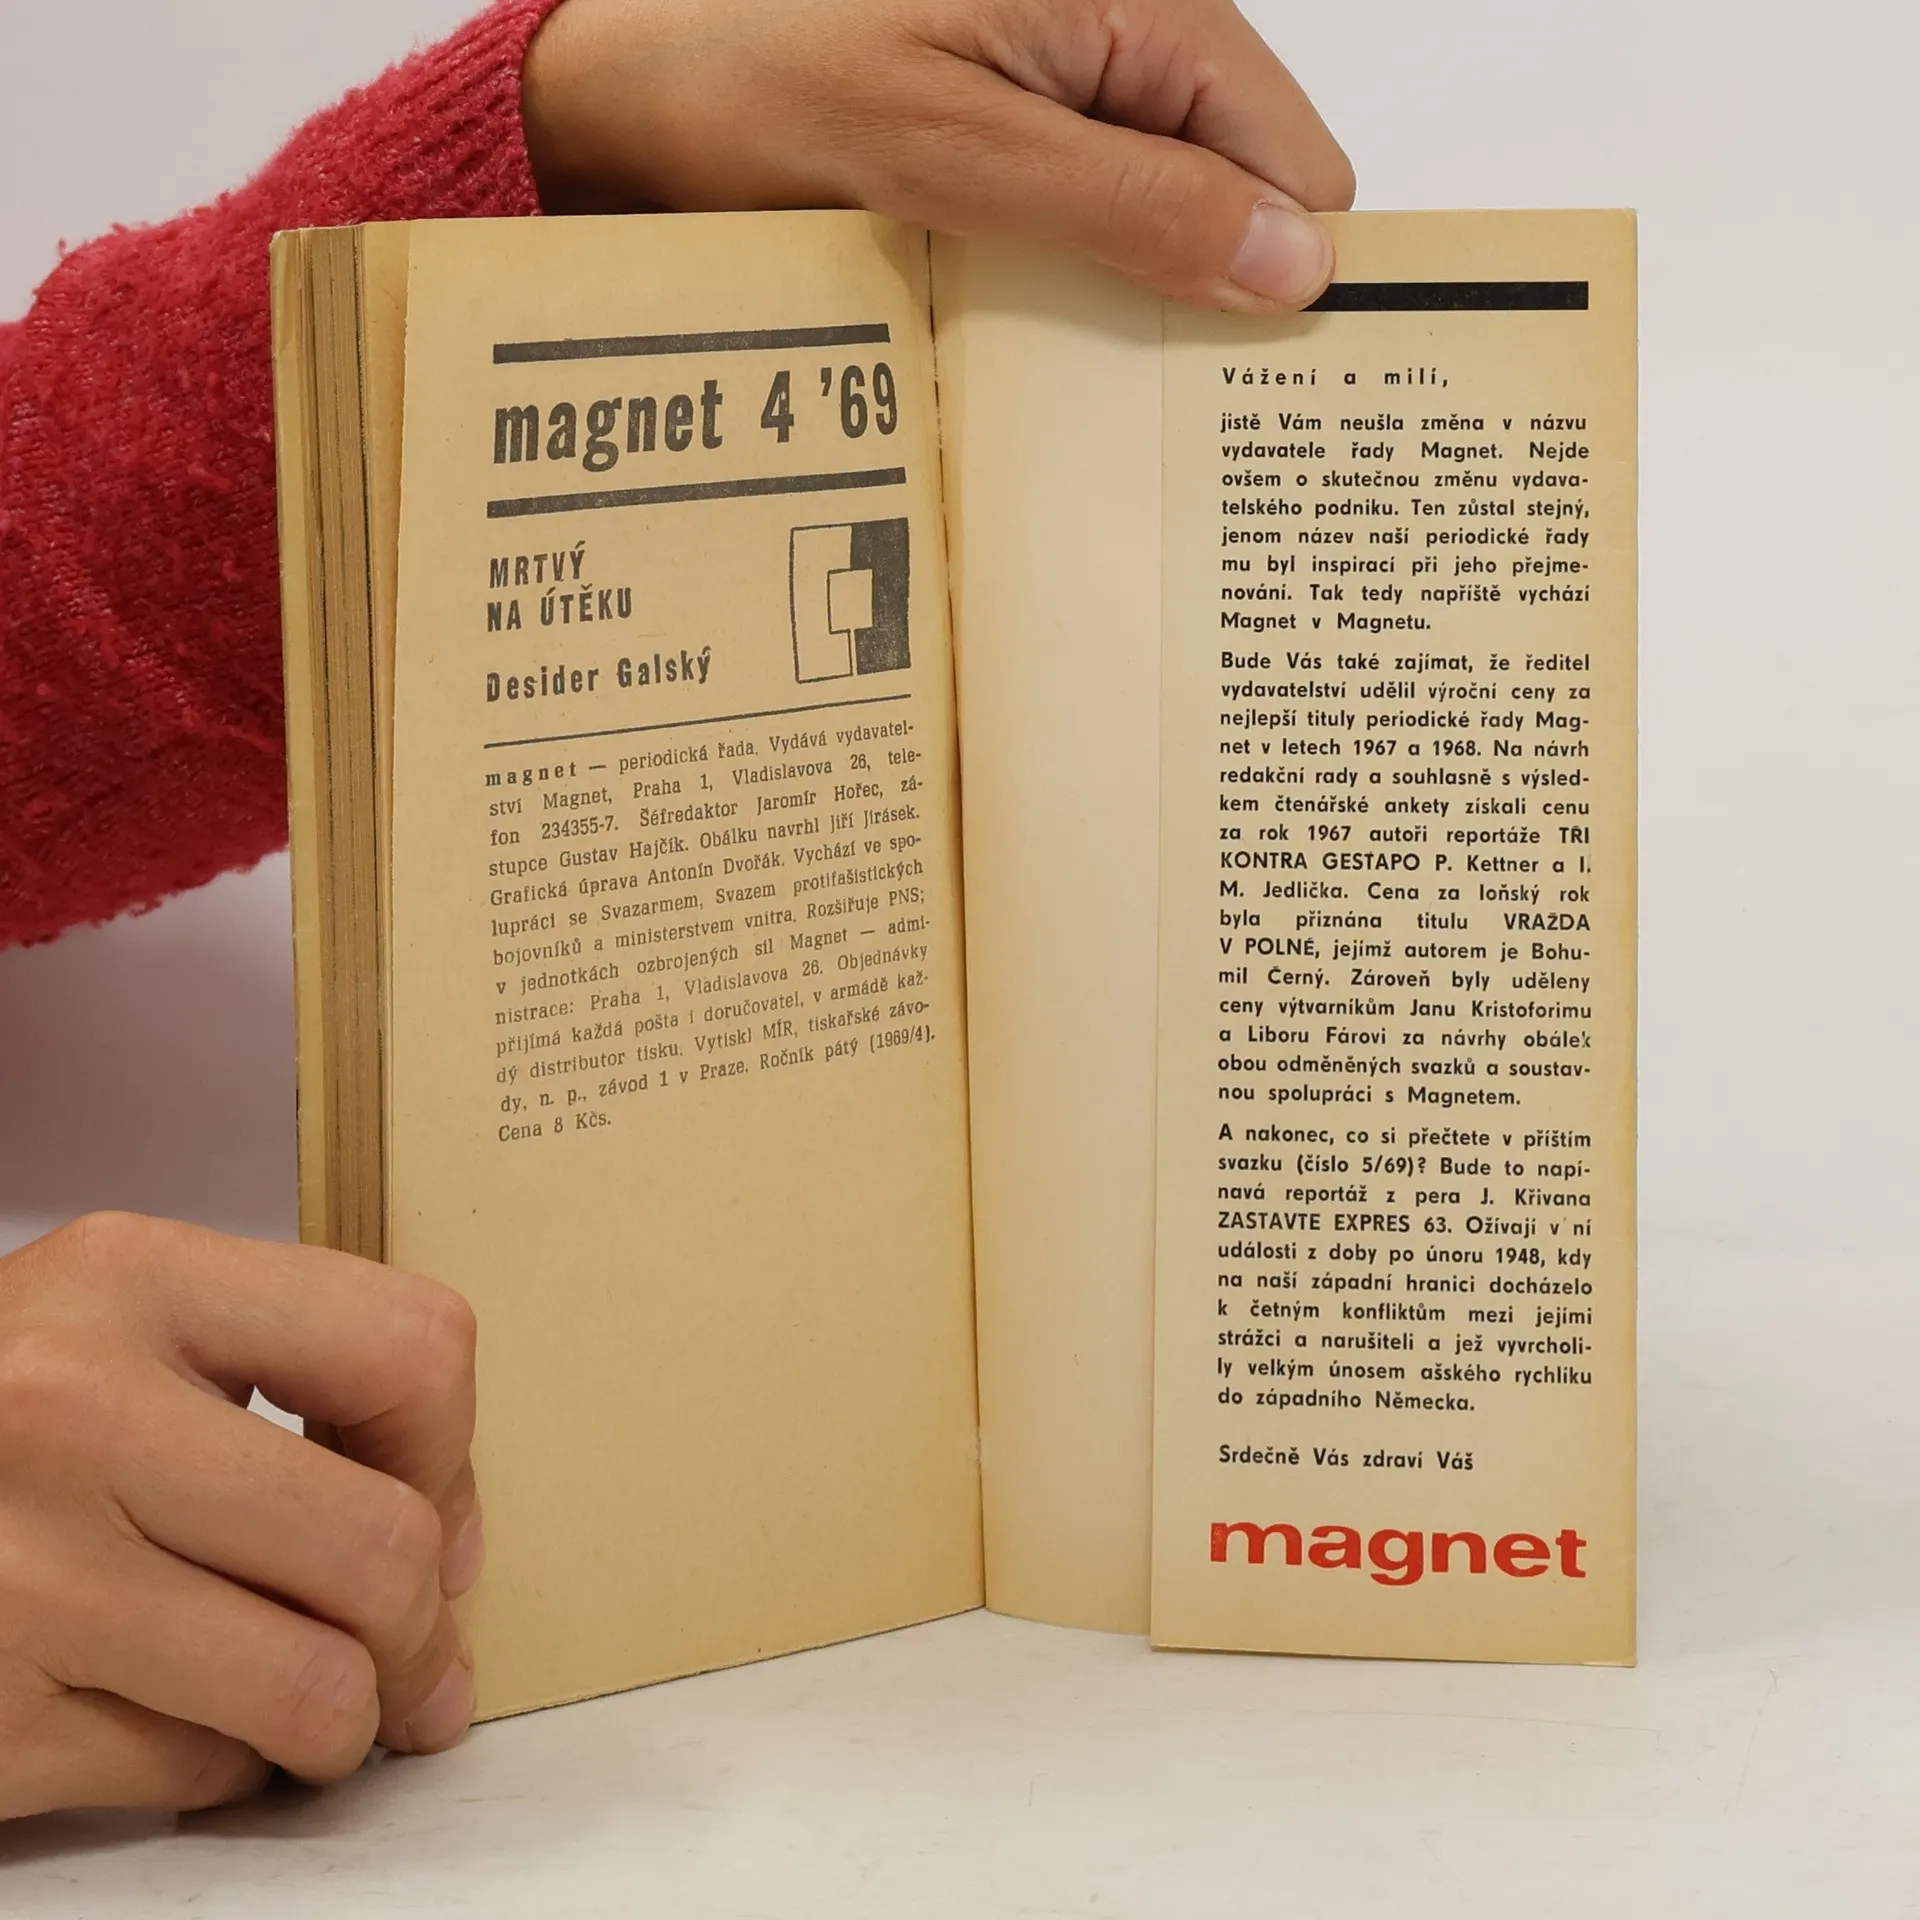 magnet 4 ’69
MRTVÝ
NA ÚTĚKU
Desider Galský
magnet — periodická řada. Vydává vydavatel-
ství Magnet, Praha 1, Vladislavova 26, tele-
fon 234355-7. Šéfredaktor Jaromír Hořec, zá-
stupce Gustav Hajčík. Obálku navrhl Jiří Jirásek.
Grafická úprava Antonín Dvořák. Vychází ve spo-
lupráci se Svazarmem, Svazem protifašistických
bojovníků a ministerstvem vnitra. Rozšiřuje PNS;
v jednotkách ozbrojených sil Magnet — admi-
nistrace: Praha 1, Vladislavova 26. Objednávky
přijímá každá pošta i doručovatel, v armádě kaž-
dý distributor tisku. Vytiskl MÍR, tiskařské závo-
dy, n. p., závod 1 v Praze. Ročník pátý (1969/4).
Cena 8 Kčs.
Vážení a milí,
jistě Vám neušla změna v názvu
vydavatele řady Magnet. Nejde
ovšem o skutečnou změnu vydava-
telského podniku. Ten zůstal stejný,
jenom název naší periodické řady
mu byl inspirací při jeho přejme-
nování. Tak tedy napříště vychází
Magnet v Magnetu.
Bude Vás také zajímat, že ředitel
vydavatelství udělil výroční ceny za
nejlepší tituly periodické řady Mag-
net v letech 1967 a 1968. Na návrh
redakční rady a souhlasně s výsled-
kem čtenářské ankety získali cenu
za rok 1967 autoři reportáže TŘI
KONTRA GESTAPO P. Kettner a I.
M. Jedlička. Cena za loňský rok
byla přiznána titulu VRAŽDA
V POLNÉ, jejímž autorem je Bohu-
mil Černý. Zároveň byly uděleny
ceny výtvarníkům Janu Kristoforimu
a Liboru Fárovi za návrhy obálek
obou odměněných svazků a soustav-
nou spolupráci s Magnetem.
A nakonec, co si přečtete v příštím
svazku (číslo 5/69)? Bude to napí-
navá reportáž z pera J. Křivana
ZASTAVTE EXPRES 63. Ožívají v ní
události z doby po únoru 1948, kdy
na naší západní hranici docházelo
k četným konfliktům mezi jejími
strážci a narušiteli a jež vyvrcholi-
ly velkým únosem ašského rychlíku
do západního Německa.
Srdečně Vás zdraví Váš
magnet